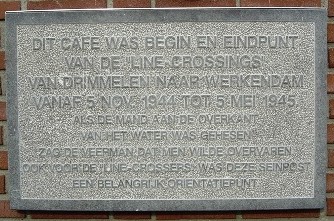 DIT CAFE WAS BEGIN EN EINDPUNT
VAN DE 'LINE-CROSSINGS'
VAN DRIMMELEN NAAR WERKENDAM
VANAF 5 NOV. 1944 TOT 5 MEI 1945.
ALS DE MAND AAN DE OVERKANT
VAN HET WATER WAS GEHESEN
ZAG DE VEERMAN DAT MEN WILDE OVERVAREN
OOK VOOR DE 'LINE-CROSSERS' WAS DEZE SEINPOST
EEN BELANGRIJK ORIENTATIEPUNT